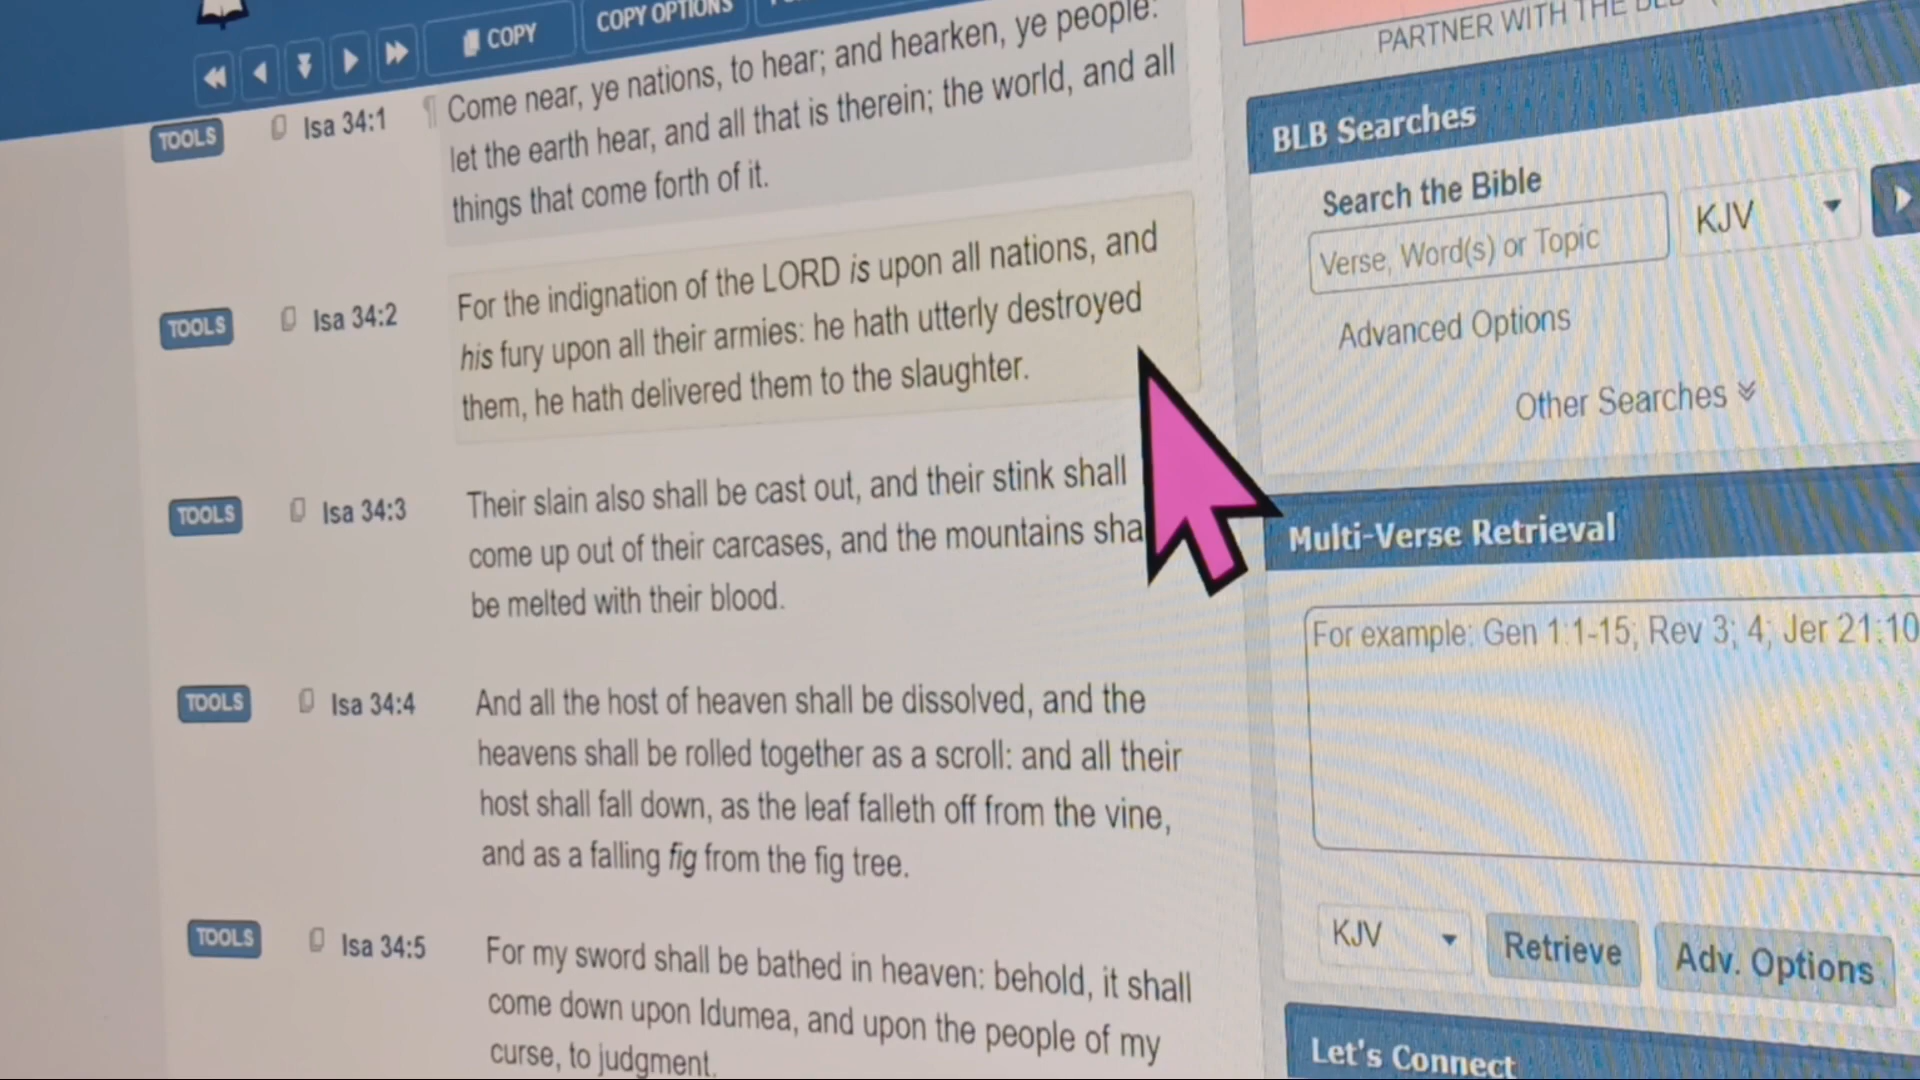 COPY
COPY OPTIONS
TOOLS
Isa 34:1
¶ Come near, ye nations, to hear; and hearken, ye people:
let the earth hear, and all that is therein; the world, and all
things that come forth of it.
TOOLS
Isa 34:2
For the indignation of the LORD is upon all nations, and
his fury upon all their armies: he hath utterly destroyed
them, he hath delivered them to the slaughter.
TOOLS
Isa 34:3
Their slain also shall be cast out, and their stink shall
come up out of their carcases, and the mountains sha
be melted with their blood.
TOOLS
Isa 34:4
And all the host of heaven shall be dissolved, and the
heavens shall be rolled together as a scroll: and all their
host shall fall down, as the leaf falleth off from the vine,
and as a falling fig from the fig tree.
TOOLS
Isa 34:5
For my sword shall be bathed in heaven: behold, it shall
come down upon Idumea, and upon the people of my
curse, to judgment.
PARTNER WITH THE
BLB Searches
Search the Bible
Verse, Word(s) or Topic
KJV
Advanced Options
Other Searches
Multi-Verse Retrieval
For example: Gen 1:1-15; Rev 3; 4; Jer 21:10
KJV
Retrieve
Adv. Options
Let's Connect